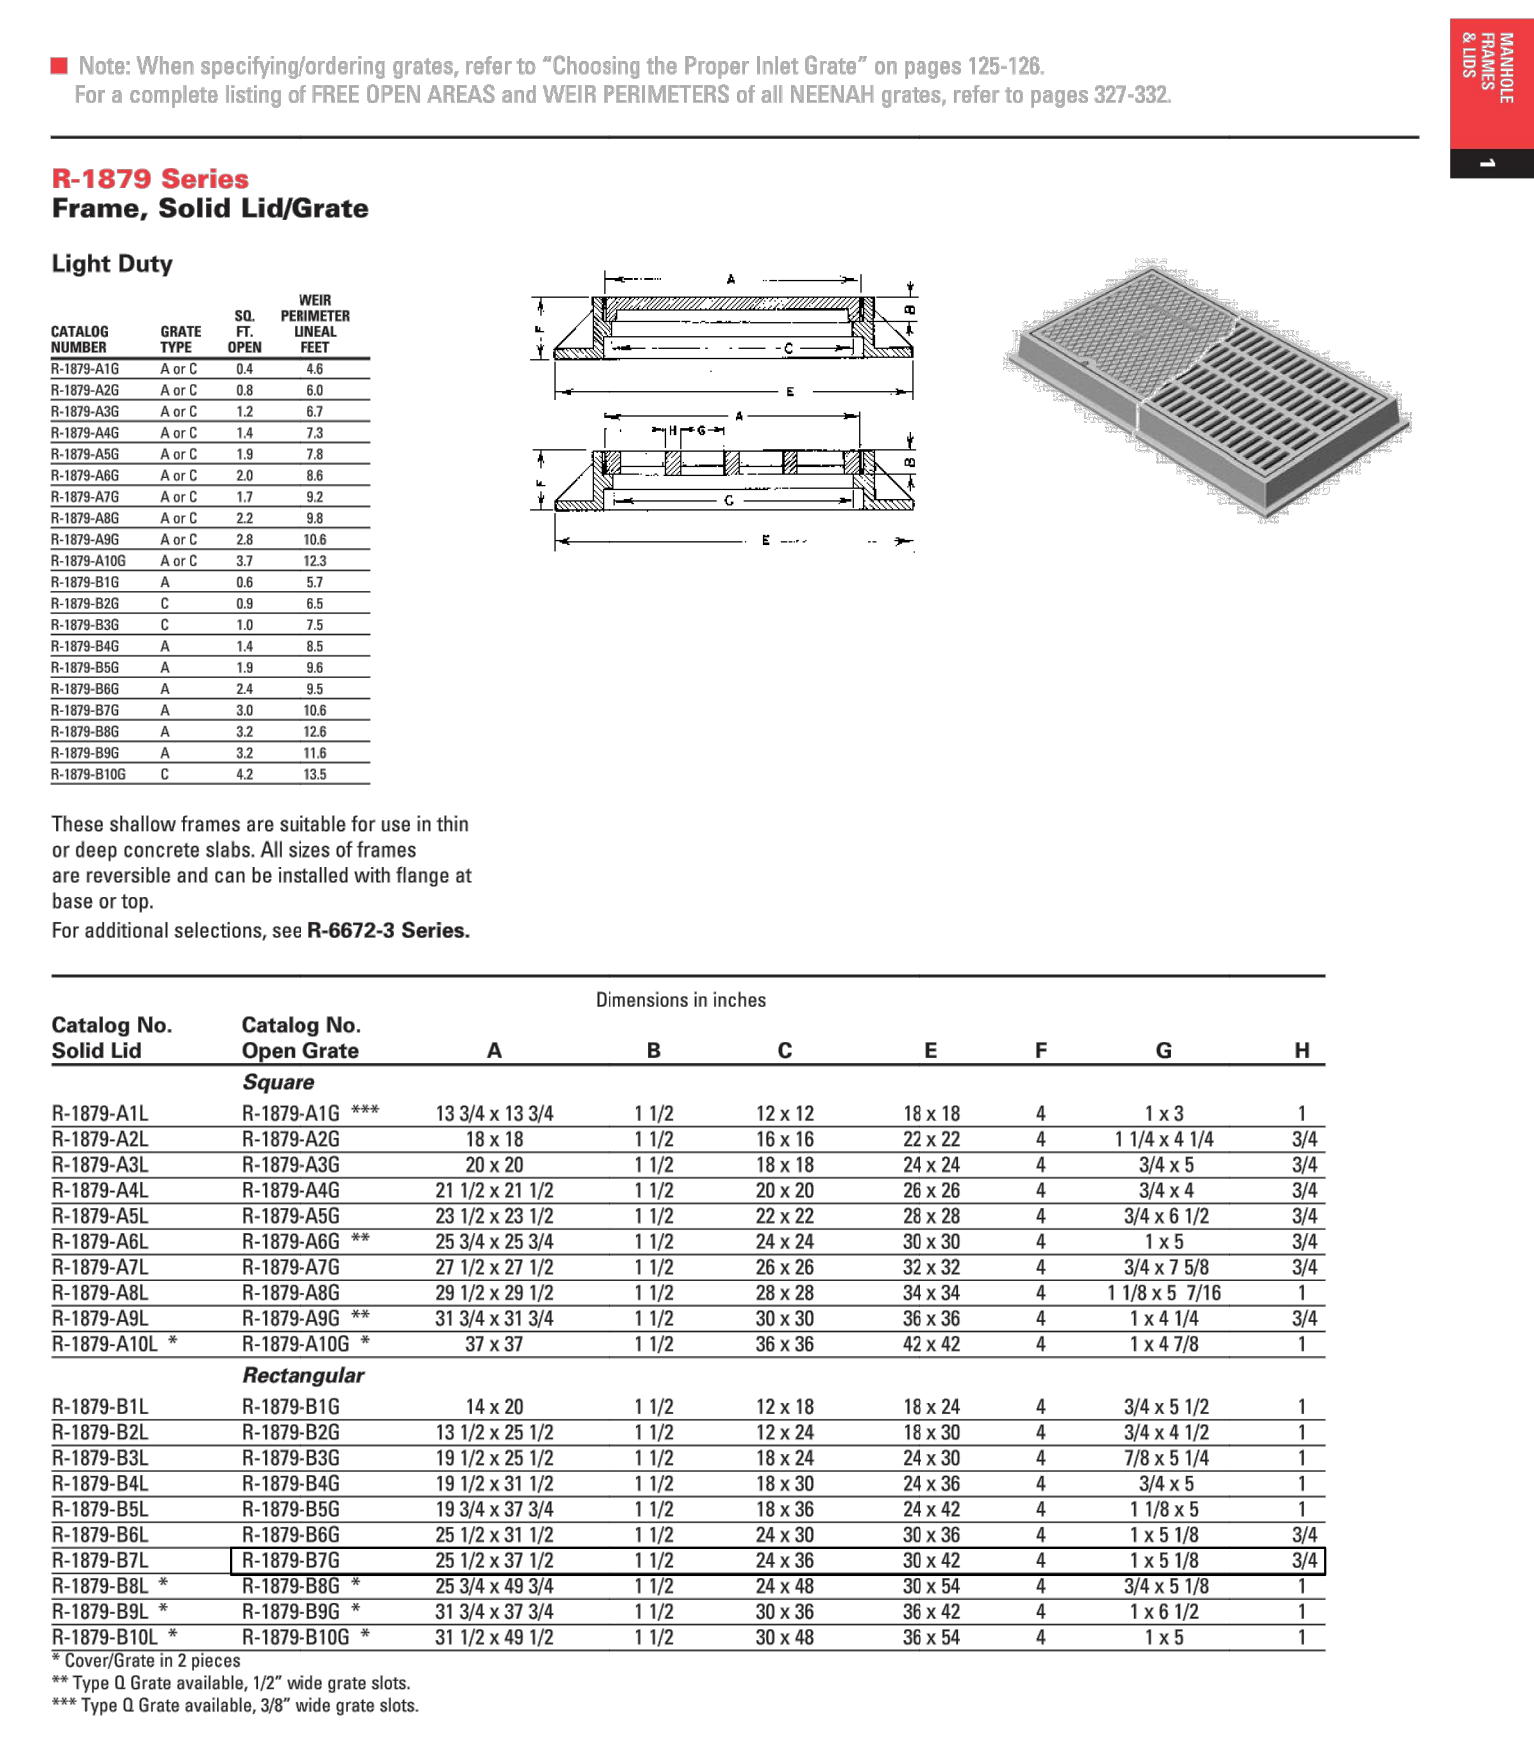 MANHOLE
FRAMES
& LIDS
1
Note: When specifying/ordering grates, refer to “Choosing the Proper Inlet Grate” on pages 125-126.
For a complete listing of FREE OPEN AREAS and WEIR PERIMETERS of all NEENAH grates, refer to pages 327-332.
R-1879 Series
Frame, Solid Lid/Grate
Light Duty
CATALOG NUMBER GRATE TYPE SQ. FT. OPEN WEIR PERIMETER LINEAL FEET
R-1879-A1G A or C 0.4 4.6
R-1879-A2G A or C 0.8 6.0
R-1879-A3G A or C 1.2 6.7
R-1879-A4G A or C 1.4 7.3
R-1879-A5G A or C 1.9 7.8
R-1879-A6G A or C 2.0 8.6
R-1879-A7G A or C 1.7 9.2
R-1879-A8G A or C 2.2 9.8
R-1879-A9G A or C 2.8 10.6
R-1879-A10G A or C 3.7 12.3
R-1879-B1G A 0.6 5.7
R-1879-B2G C 0.9 6.5
R-1879-B3G C 1.0 7.5
R-1879-B4G A 1.4 8.5
R-1879-B5G A 1.9 9.6
R-1879-B6G A 2.4 9.5
R-1879-B7G A 3.0 10.6
R-1879-B8G A 3.2 12.6
R-1879-B9G A 3.2 11.6
R-1879-B10G C 4.2 13.5
A
B
F
C
E
A
H G
B
F
C
E
These shallow frames are suitable for use in thin
or deep concrete slabs. All sizes of frames
are reversible and can be installed with flange at
base or top.
For additional selections, see R-6672-3 Series.
Dimensions in inches
Catalog No. Catalog No.
Solid Lid Open Grate A B C E F G H
Square
R-1879-A1L R-1879-A1G *** 13 3/4 x 13 3/4 1 1/2 12 x 12 18 x 18 4 1 x 3 1
R-1879-A2L R-1879-A2G 18 x 18 1 1/2 16 x 16 22 x 22 4 1 1/4 x 4 1/4 3/4
R-1879-A3L R-1879-A3G 20 x 20 1 1/2 18 x 18 24 x 24 4 3/4 x 5 3/4
R-1879-A4L R-1879-A4G 21 1/2 x 21 1/2 1 1/2 20 x 20 26 x 26 4 3/4 x 4 3/4
R-1879-A5L R-1879-A5G 23 1/2 x 23 1/2 1 1/2 22 x 22 28 x 28 4 3/4 x 6 1/2 3/4
R-1879-A6L R-1879-A6G ** 25 3/4 x 25 3/4 1 1/2 24 x 24 30 x 30 4 1 x 5 3/4
R-1879-A7L R-1879-A7G 27 1/2 x 27 1/2 1 1/2 26 x 26 32 x 32 4 3/4 x 7 5/8 3/4
R-1879-A8L R-1879-A8G 29 1/2 x 29 1/2 1 1/2 28 x 28 34 x 34 4 1 1/8 x 5 7/16 1
R-1879-A9L R-1879-A9G ** 31 3/4 x 31 3/4 1 1/2 30 x 30 36 x 36 4 1 x 4 1/4 3/4
R-1879-A10L * R-1879-A10G * 37 x 37 1 1/2 36 x 36 42 x 42 4 1 x 4 7/8 1
Rectangular
R-1879-B1L R-1879-B1G 14 x 20 1 1/2 12 x 18 18 x 24 4 3/4 x 5 1/2 1
R-1879-B2L R-1879-B2G 13 1/2 x 25 1/2 1 1/2 12 x 24 18 x 30 4 3/4 x 4 1/2 1
R-1879-B3L R-1879-B3G 19 1/2 x 25 1/2 1 1/2 18 x 24 24 x 30 4 7/8 x 5 1/4 1
R-1879-B4L R-1879-B4G 19 1/2 x 31 1/2 1 1/2 18 x 30 24 x 36 4 3/4 x 5 1
R-1879-B5L R-1879-B5G 19 3/4 x 37 3/4 1 1/2 18 x 36 24 x 42 4 1 1/8 x 5 1
R-1879-B6L R-1879-B6G 25 1/2 x 31 1/2 1 1/2 24 x 30 30 x 36 4 1 x 5 1/8 3/4
R-1879-B7L R-1879-B7G 25 1/2 x 37 1/2 1 1/2 24 x 36 30 x 42 4 1 x 5 1/8 3/4
R-1879-B8L * R-1879-B8G * 25 3/4 x 49 3/4 1 1/2 24 x 48 30 x 54 4 3/4 x 5 1/8 1
R-1879-B9L * R-1879-B9G * 31 3/4 x 37 3/4 1 1/2 30 x 36 36 x 42 4 1 x 6 1/2 1
R-1879-B10L * R-1879-B10G * 31 1/2 x 49 1/2 1 1/2 30 x 48 36 x 54 4 1 x 5 1
* Cover/Grate in 2 pieces
** Type Q Grate available, 1/2” wide grate slots.
*** Type Q Grate available, 3/8” wide grate slots.